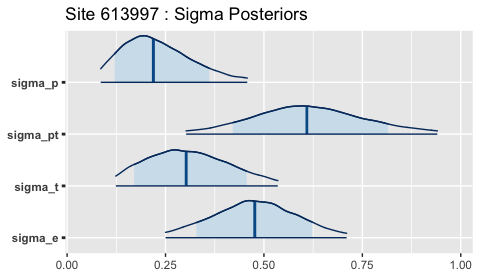 Site 613997 : Sigma Posteriors
sigma_p
sigma_pt
sigma_t
sigma_e
0.00 0.25 0.50 0.75 1.00